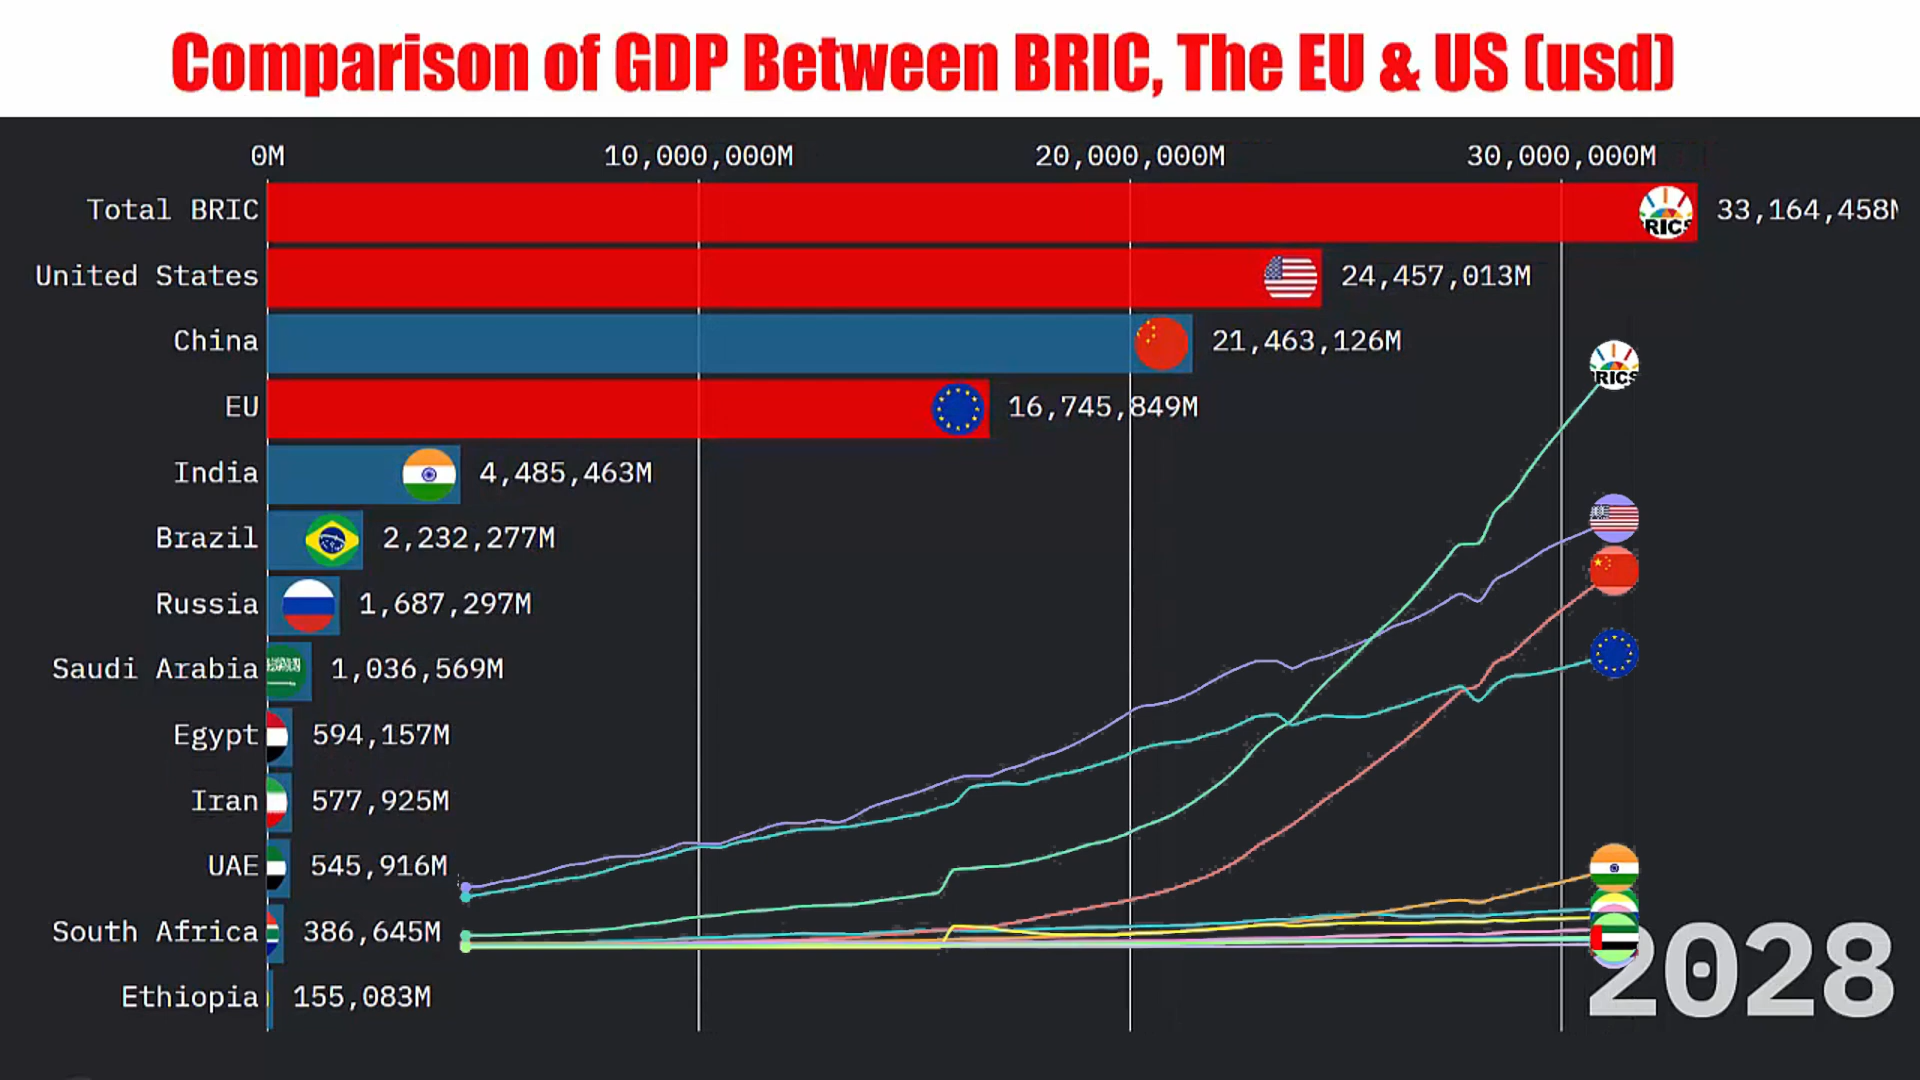 Comparison of GDP Between BRIC, The EU & US (usd)
0M 10,000,000M 20,000,000M 30,000,000M
Total BRIC RICS 33,164,458M
United States 24,457,013M
China 21,463,126M
RICS
EU 16,745,849M
India 4,485,463M
Brazil 2,232,277M
Russia 1,687,297M
Saudi Arabia 1,036,569M
Egypt 594,157M
Iran 577,925M
UAE 545,916M
South Africa 386,645M
2028
Ethiopia 155,083M